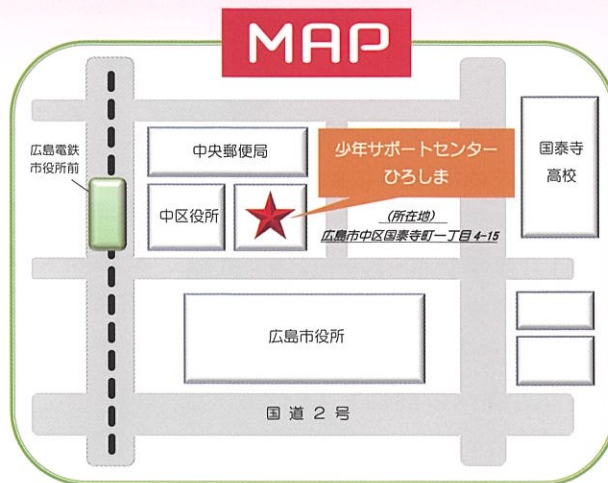 MAP
広島電鉄
市役所前
中央郵便局
少年サポートセンター
ひろしま
国泰寺
高校
中区役所
(所在地)
広島市中区国泰寺町一丁目 4-15
広島市役所
国道2号